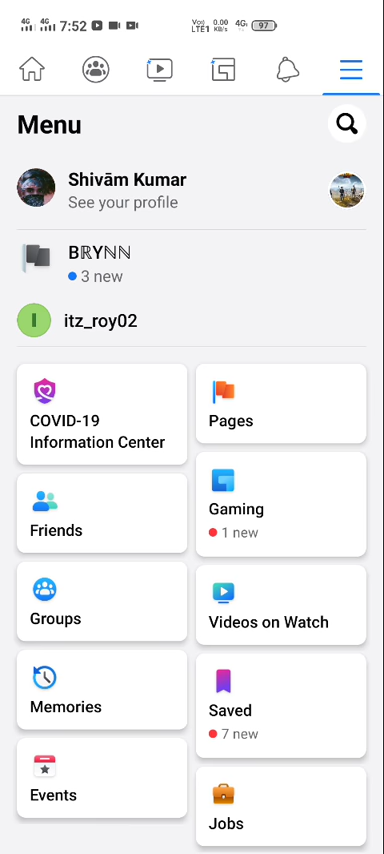 4G 4G 7:52 Vo) LTE1 0.00 KB/s 4G 97
Menu
Shivām Kumar
See your profile
BℝYℕℕ
3 new
I itz_roy02
COVID-19
Information Center
Pages
Friends
Gaming
1 new
Groups
Videos on Watch
Memories
Saved
7 new
Events
Jobs